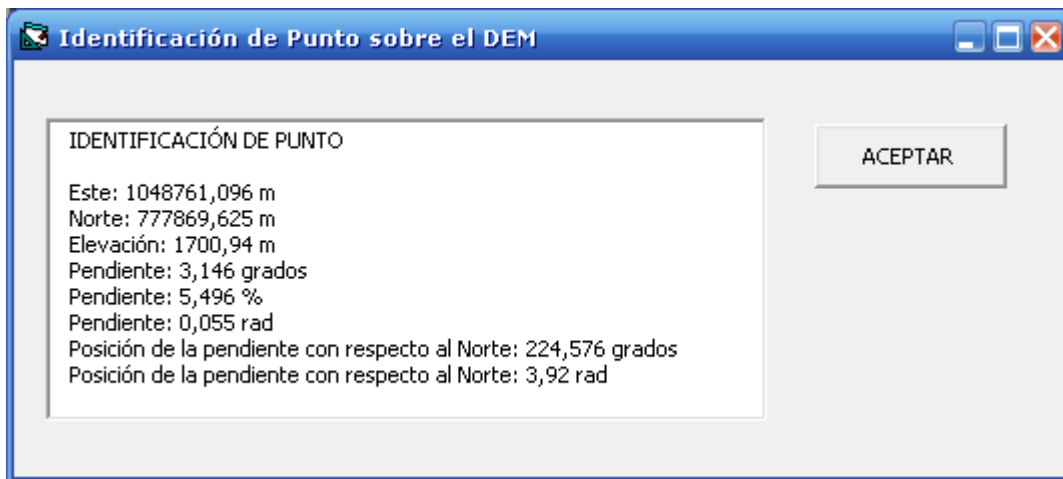 Identificación de Punto sobre el DEM
IDENTIFICACIÓN DE PUNTO
ACEPTAR
Este: 1048761,096 m
Norte: 777869,625 m
Elevación: 1700,94 m
Pendiente: 3,146 grados
Pendiente: 5,496 %
Pendiente: 0,055 rad
Posición de la pendiente con respecto al Norte: 224,576 grados
Posición de la pendiente con respecto al Norte: 3,92 rad